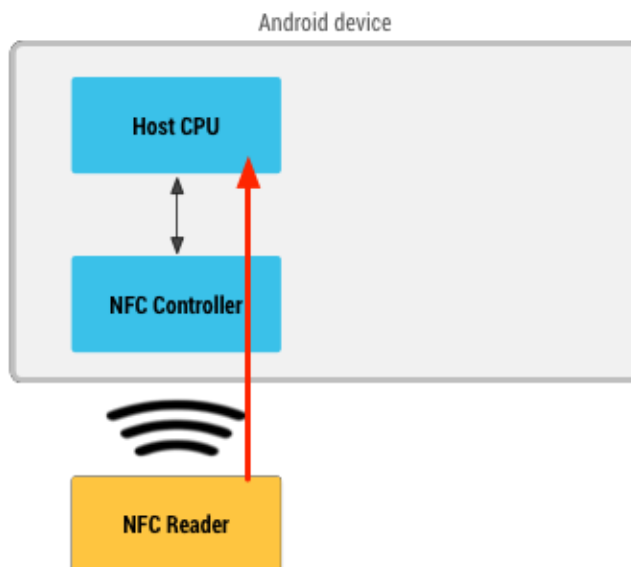 Android device
Host CPU
NFC Controller
NFC Reader